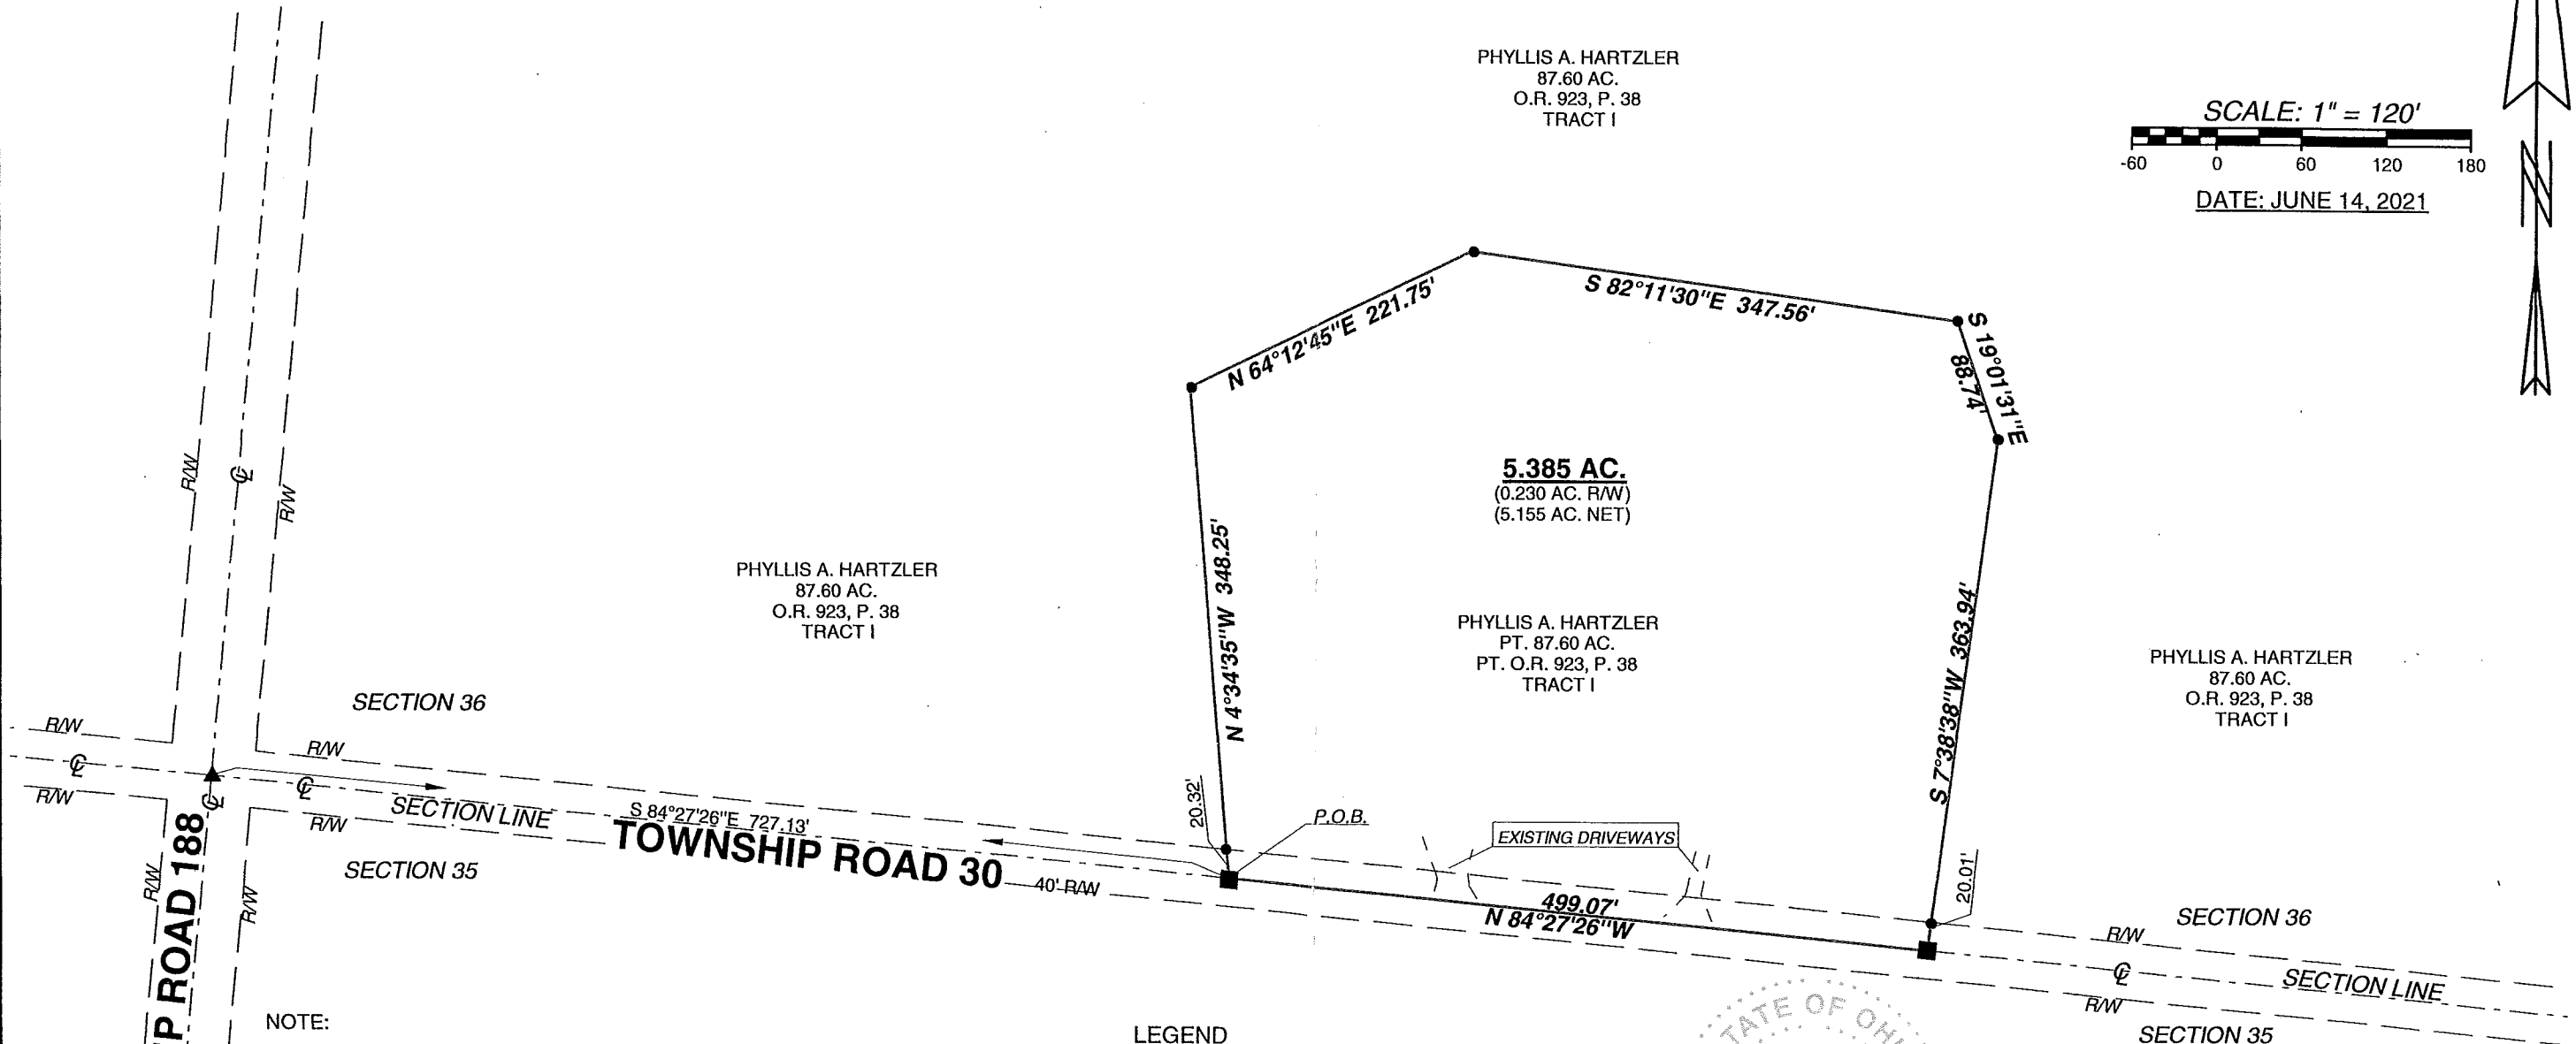 PHYLLIS A. HARTZLER
87.60 AC.
O.R. 923, P. 38
TRACT I
SCALE: 1" = 120'
-60 0 60 120 180
DATE: JUNE 14, 2021
N
N 64°12'45"E 221.75'
S 82°11'30"E 347.56'
S 19°01'31"E
88.74'
5.385 AC.
(0.230 AC. R/W)
(5.155 AC. NET)
R/W
℄
R/W
N 4°34'35"W 348.25'
S 7°38'38"W 363.94'
PHYLLIS A. HARTZLER
87.60 AC.
O.R. 923, P. 38
TRACT I
PHYLLIS A. HARTZLER
PT. 87.60 AC.
PT. O.R. 923, P. 38
TRACT I
PHYLLIS A. HARTZLER
87.60 AC.
O.R. 923, P. 38
TRACT I
SECTION 36
R/W
R/W
℄
℄
℄
R/W
R/W
SECTION LINE
S 84°27'26"E 727.13'
TOWNSHIP ROAD 30
40' R/W
20.32'
P.O.B.
EXISTING DRIVEWAYS
499.07'
N 84°27'26"W
20.01'
SECTION 35
R/W
R/W
P ROAD 188
SECTION 36
R/W
℄
SECTION LINE
R/W
SECTION 35
NOTE:
LEGEND
TATE OF OH